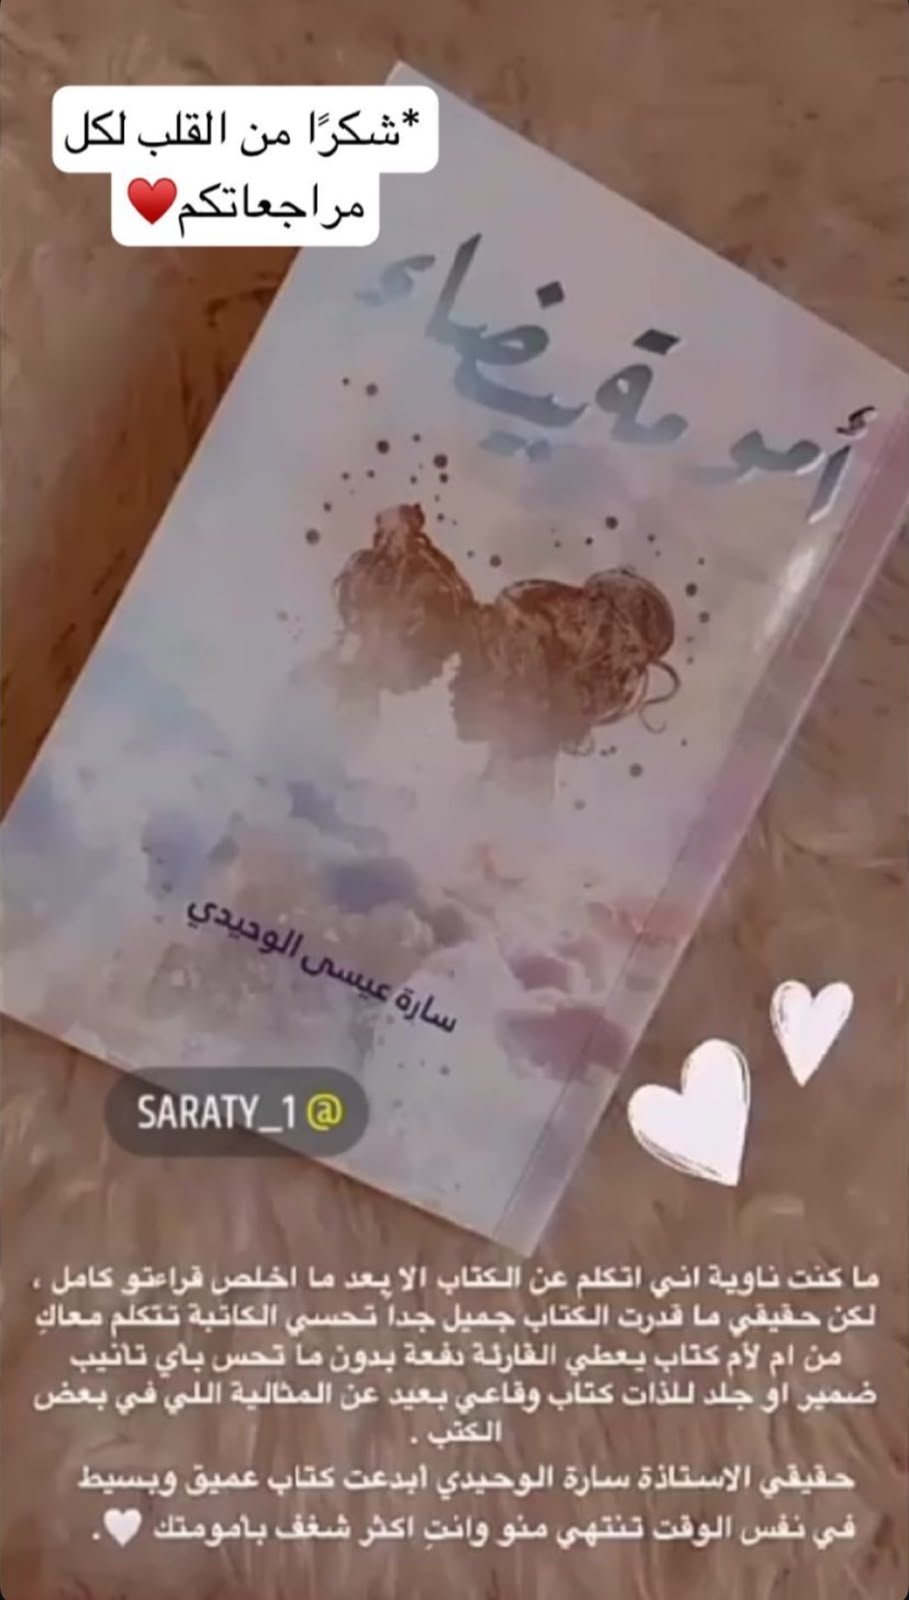 *شكرًا من القلب لكل
مراجعاتكم♥️
أمومة بيضاء
سارة عيسى الوحيدي
@SARATY_1
ما كنت ناوية اني اتكلم عن الكتاب الا بعد ما اخلص قراءتو كامل ،
لكن حقيقي ما قدرت الكتاب جميل جدا تحسي الكاتبة تتكلم معاكِ
من ام لأم كتاب يعطي القارئة دفعة بدون ما تحس بأي تأنيب
ضمير او جلد للذات كتاب وقاعي بعيد عن المثالية اللي في بعض
الكتب .
حقيقي الاستاذة سارة الوحيدي أبدعت كتاب عميق وبسيط
في نفس الوقت تنتهي منو وانتِ اكثر شغف بأمومتك 🤍.